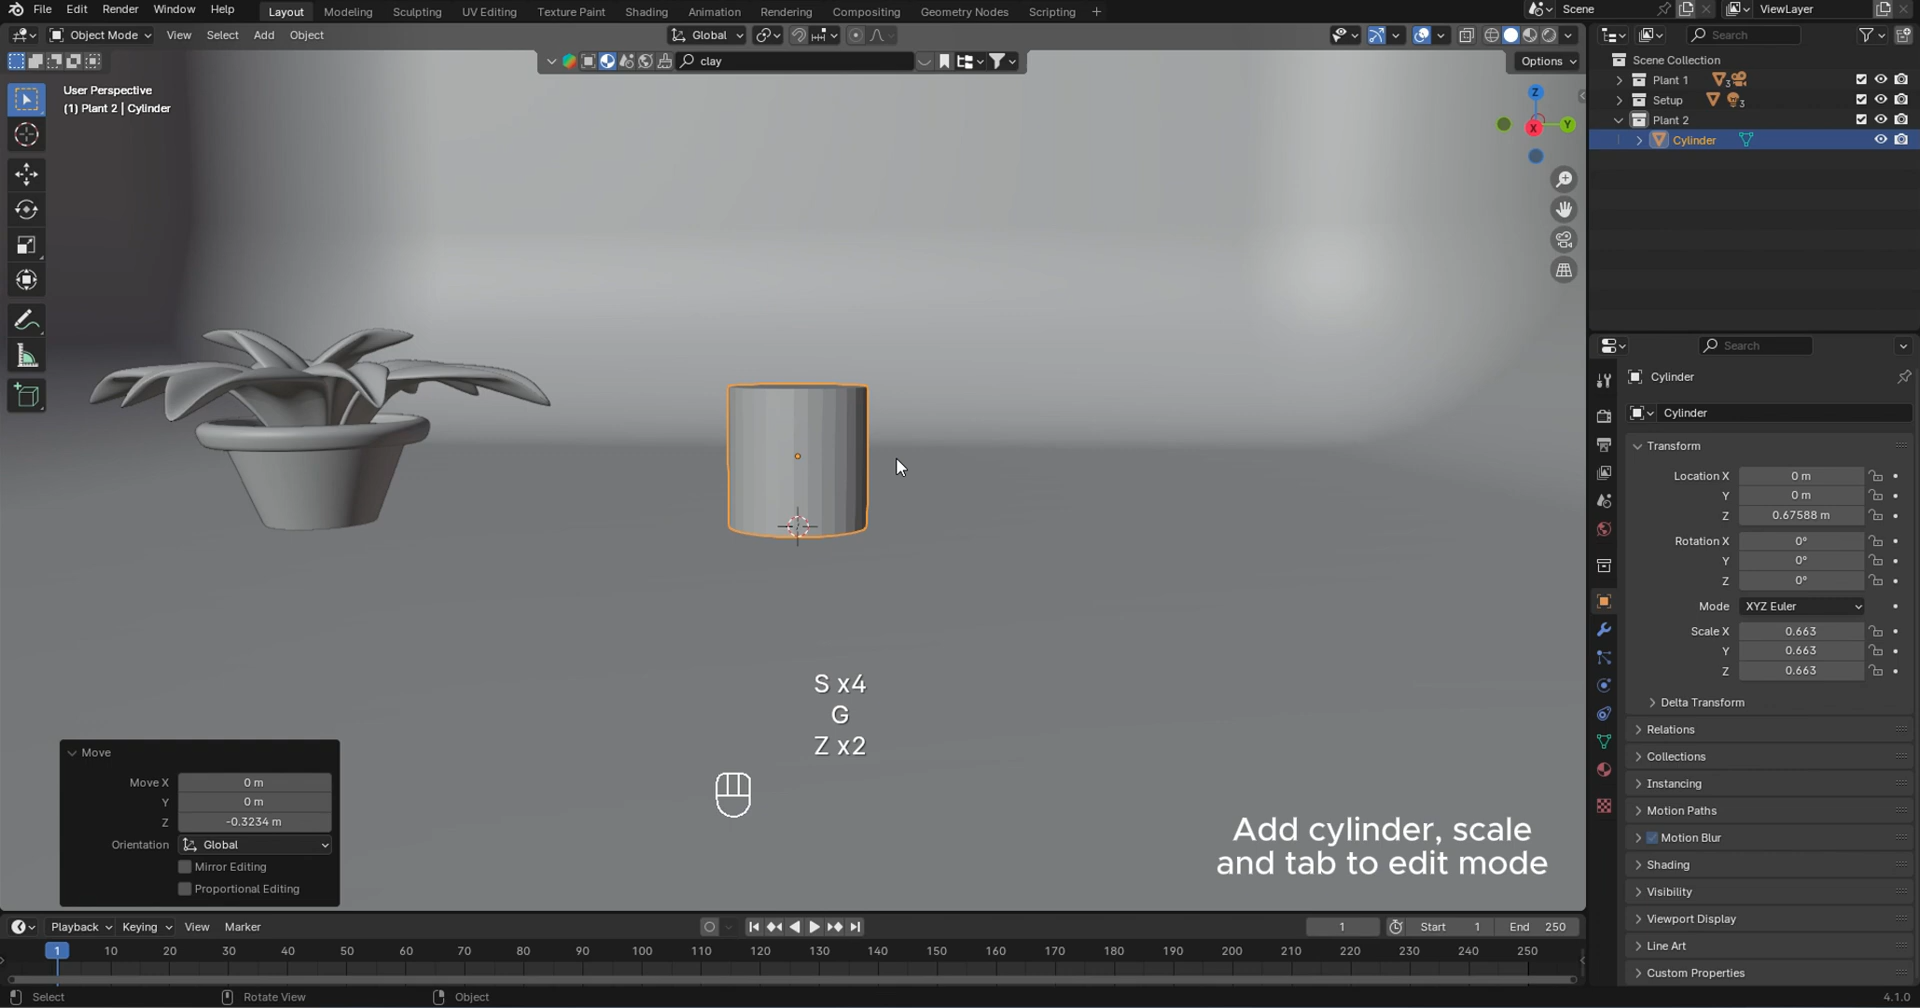 File Edit Render Window Help Layout Modeling Sculpting UV Editing Texture Paint Shading Animation Rendering Compositing Geometry Nodes Scripting + Scene ViewLayer
Object Mode View Select Add Object Global Search
clay Options
User Perspective
(1) Plant 2 | Cylinder
Z
Y
X
Scene Collection
Plant 1 3
Setup 3
Plant 2
Cylinder
Search
Cylinder
Cylinder
Transform
Location X 0 m
Y 0 m
Z 0.67588 m
Rotation X 0°
Y 0°
Z 0°
Mode XYZ Euler
Scale X 0.663
Y 0.663
Z 0.663
Delta Transform
Relations
Collections
Instancing
Motion Paths
Motion Blur
Shading
Visibility
Viewport Display
Line Art
Custom Properties
S x4
G
Z x2
Move
Move X 0 m
Y 0 m
Z -0.3234 m
Orientation Global
Mirror Editing
Proportional Editing
Add cylinder, scale
and tab to edit mode
Playback Keying View Marker 1 Start 1 End 250
1 10 20 30 40 50 60 70 80 90 100 110 120 130 140 150 160 170 180 190 200 210 220 230 240 250
Select Rotate View Object 4.1.0